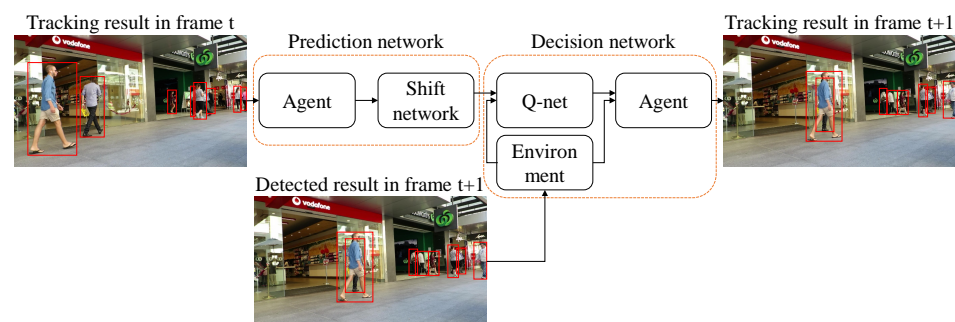 Tracking result in frame t
Tracking result in frame t+1
Prediction network
Decision network
Agent
Shift
network
Q-net
Agent
Environ
ment
Detected result in frame t+1
vodafone
vodafone
vodafone